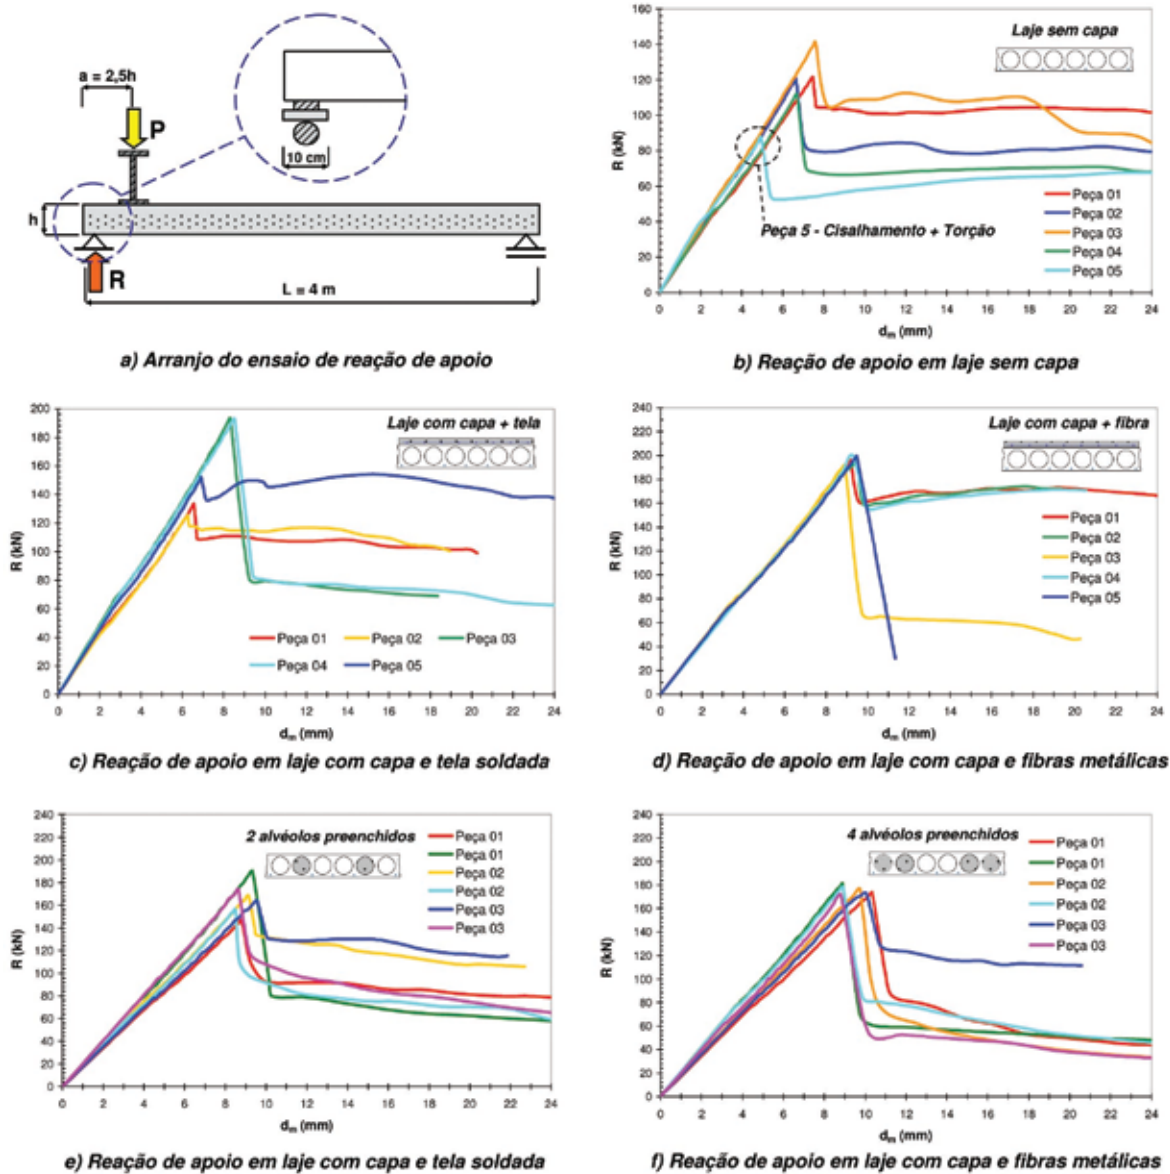 a = 2,5h
P
10 cm
h
R
L = 4 m
a) Arranjo do ensaio de reação de apoio
160
140
120
100
80
60
40
20
0
R (kN)
Laje sem capa
Peça 5 - Cisalhamento + Torção
Peça 01
Peça 02
Peça 03
Peça 04
Peça 05
0 2 4 6 8 10 12 14 16 18 20 22 24
dm (mm)
b) Reação de apoio em laje sem capa
200
180
160
140
120
100
80
60
40
20
0
R (kN)
Laje com capa + tela
Peça 01 Peça 02 Peça 03
Peça 04 Peça 05
0 2 4 6 8 10 12 14 16 18 20 22 24
dm (mm)
c) Reação de apoio em laje com capa e tela soldada
240
220
200
180
160
140
120
100
80
60
40
20
0
R (kN)
Laje com capa + fibra
Peça 01
Peça 02
Peça 03
Peça 04
Peça 05
0 2 4 6 8 10 12 14 16 18 20 22 24
dm (mm)
d) Reação de apoio em laje com capa e fibras metálicas
240
220
200
180
160
140
120
100
80
60
40
20
0
R (kN)
2 alvéolos preenchidos
Peça 01
Peça 01
Peça 02
Peça 02
Peça 03
Peça 03
0 2 4 6 8 10 12 14 16 18 20 22 24
dm (mm)
e) Reação de apoio em laje com capa e tela soldada
240
220
200
180
160
140
120
100
80
60
40
20
0
R (kN)
4 alvéolos preenchidos
Peça 01
Peça 01
Peça 02
Peça 02
Peça 03
Peça 03
0 2 4 6 8 10 12 14 16 18 20 22 24
dm (mm)
f) Reação de apoio em laje com capa e fibras metálicas